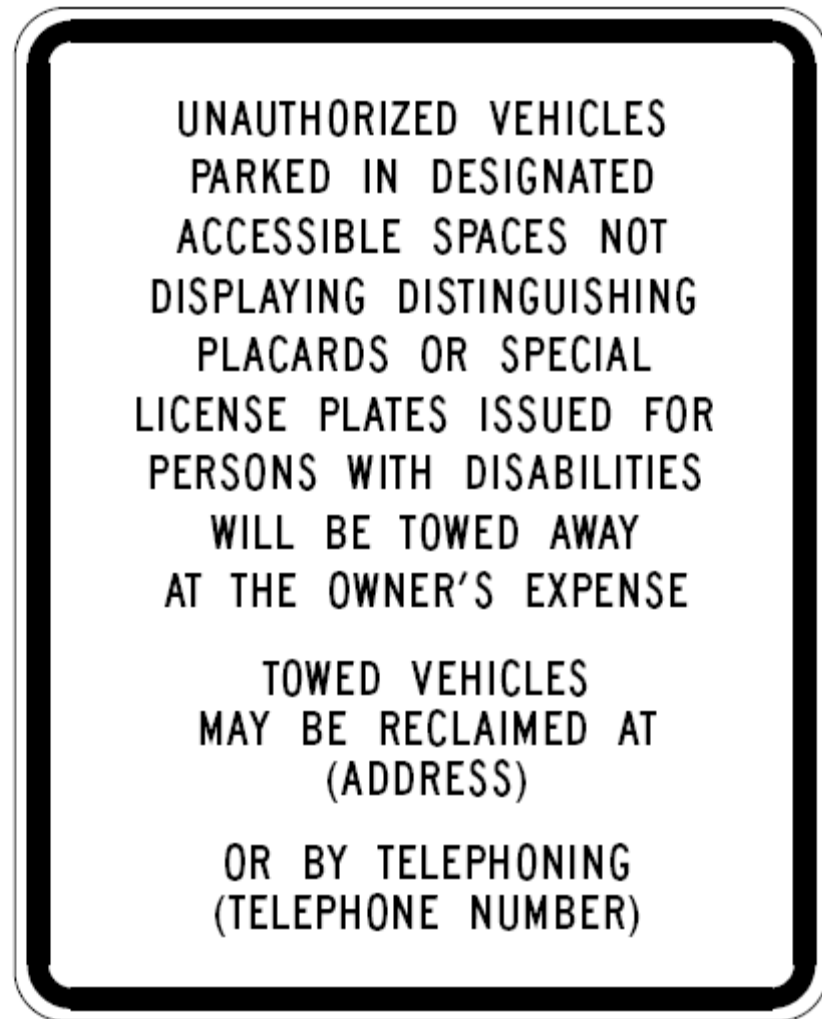 UNAUTHORIZED VEHICLES
PARKED IN DESIGNATED
ACCESSIBLE SPACES NOT
DISPLAYING DISTINGUISHING
PLACARDS OR SPECIAL
LICENSE PLATES ISSUED FOR
PERSONS WITH DISABILITIES
WILL BE TOWED AWAY
AT THE OWNER'S EXPENSE
TOWED VEHICLES
MAY BE RECLAIMED AT
(ADDRESS)
OR BY TELEPHONING
(TELEPHONE NUMBER)